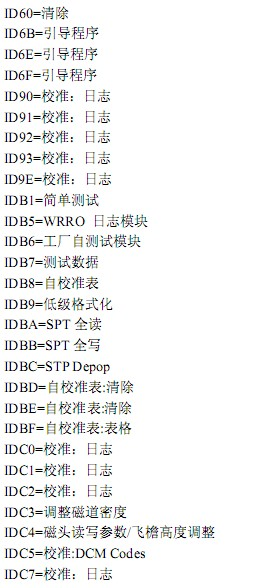 ID60=清除
ID6B=引导程序
ID6E=引导程序
ID6F=引导程序
ID90=校准：日志
ID91=校准：日志
ID92=校准：日志
ID93=校准：日志
ID9E=校准：日志
IDB1=简单测试
IDB5=WRRO 日志模块
IDB6=工厂自测试模块
IDB7=测试数据
IDB8=自校准表
IDB9=低级格式化
IDBA=SPT 全读
IDBB=SPT 全写
IDBC=STP Depop
IDBD=自校准表:清除
IDBE=自校准表:清除
IDBF=自校准表:表格
IDC0=校准：日志
IDC1=校准：日志
IDC2=校准：日志
IDC3=调整磁道密度
IDC4=磁头读写参数/飞檐高度调整
IDC5=校准:DCM Codes
IDC7=校准：日志